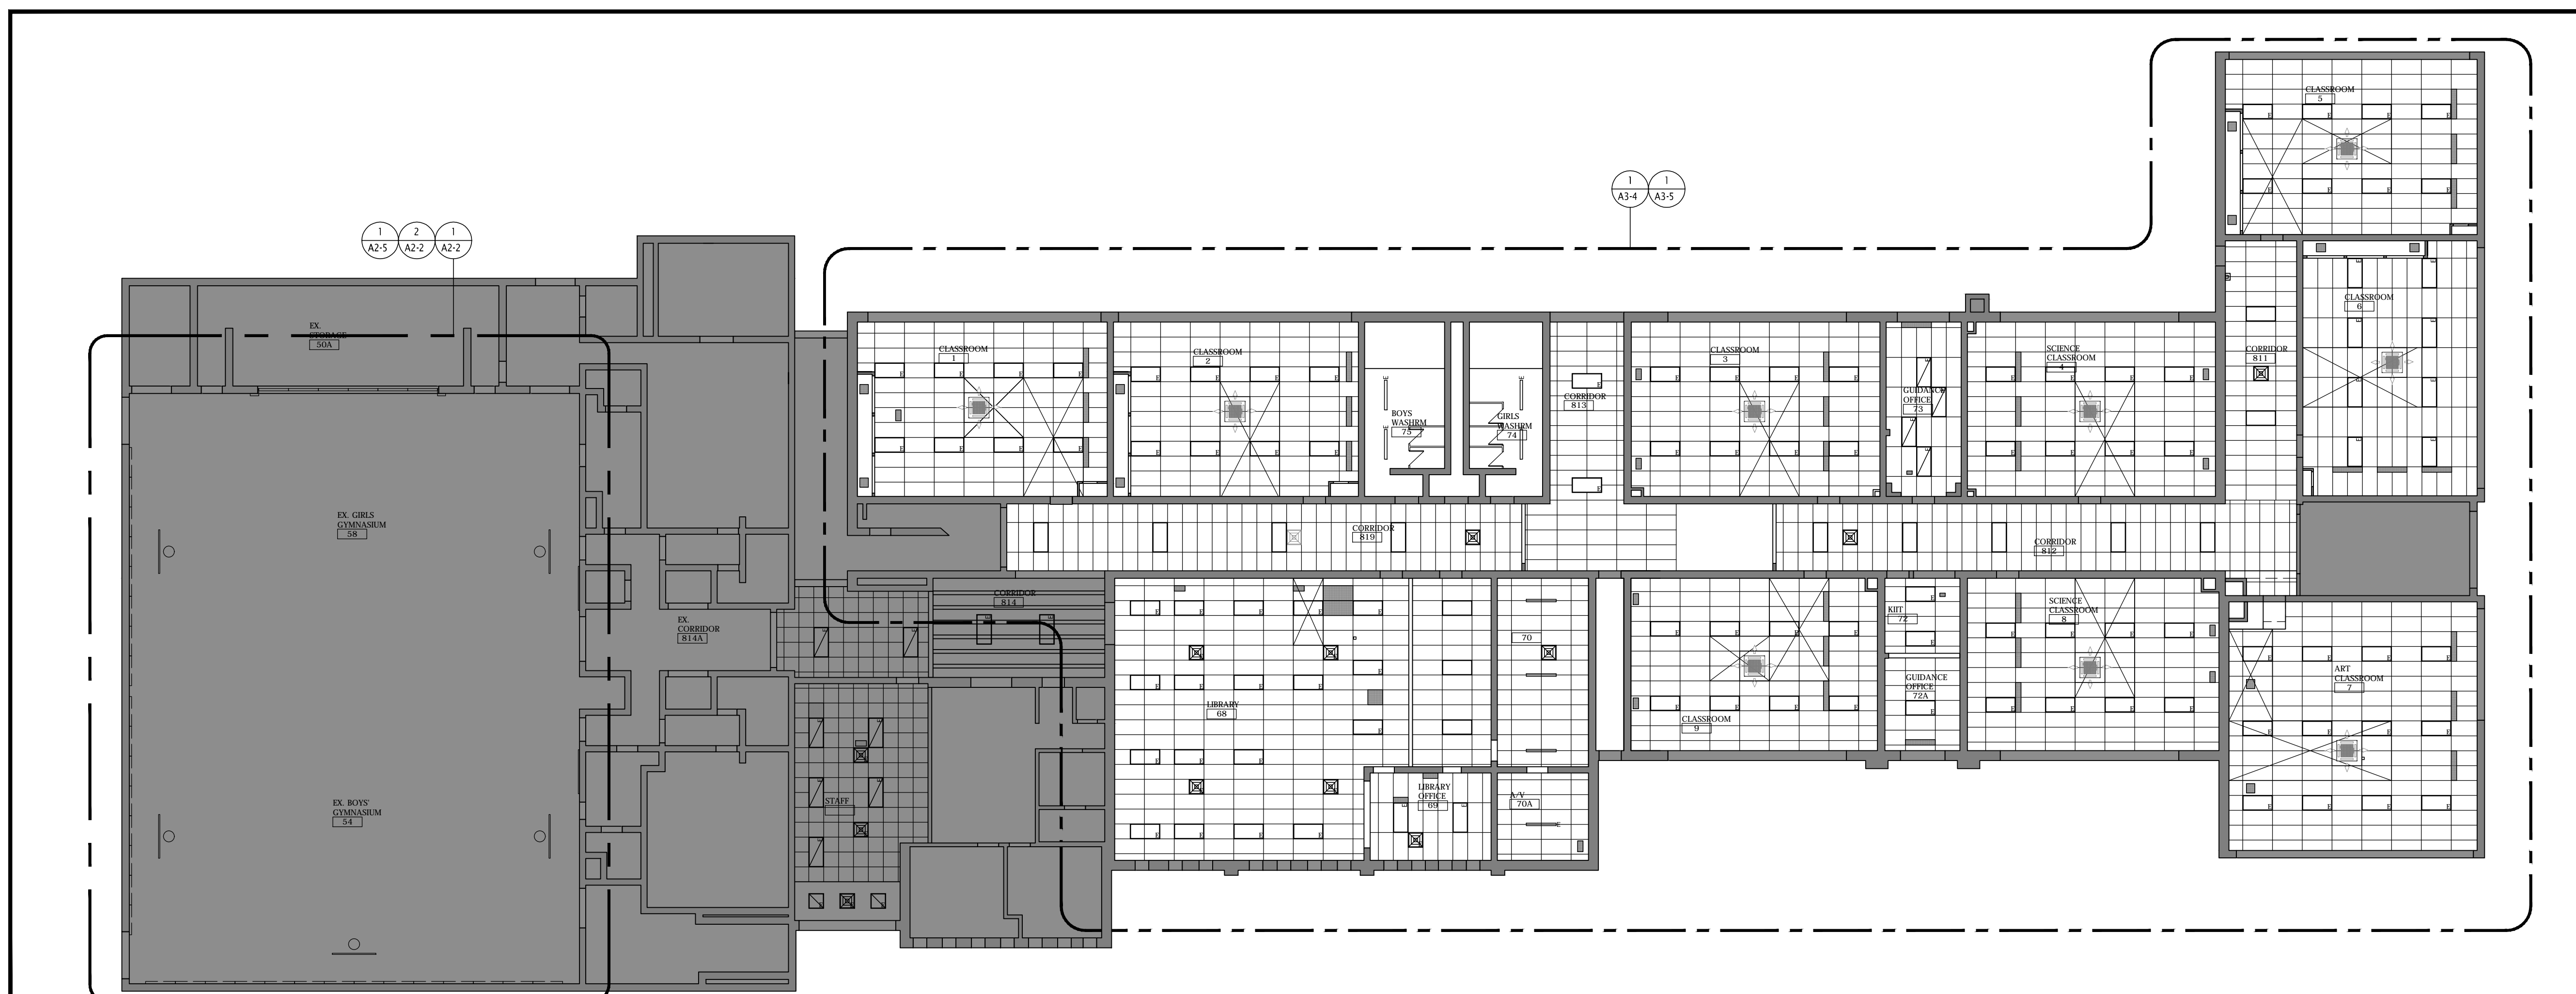 CLASSROOM
5
1
A3-4
1
A3-5
1
A2-5
2
A2-2
1
A2-2
CLASSROOM
6
EX.
STORAGE
50A
CLASSROOM
1
CLASSROOM
2
CLASSROOM
3
SCIENCE
CLASSROOM
4
CORRIDOR
811
GUIDANCE
OFFICE
73
CORRIDOR
813
BOYS
WASHRM
75
GIRLS
WASHRM
74
EX. GIRLS
GYMNASIUM
58
CORRIDOR
819
CORRIDOR
812
CORRIDOR
814
EX.
CORRIDOR
814A
70
KIIT
72
SCIENCE
CLASSROOM
8
GUIDANCE
OFFICE
72A
ART
CLASSROOM
7
LIBRARY
68
CLASSROOM
9
EX. BOYS'
GYMNASIUM
54
STAFF
LIBRARY
OFFICE
69
A/V
70A